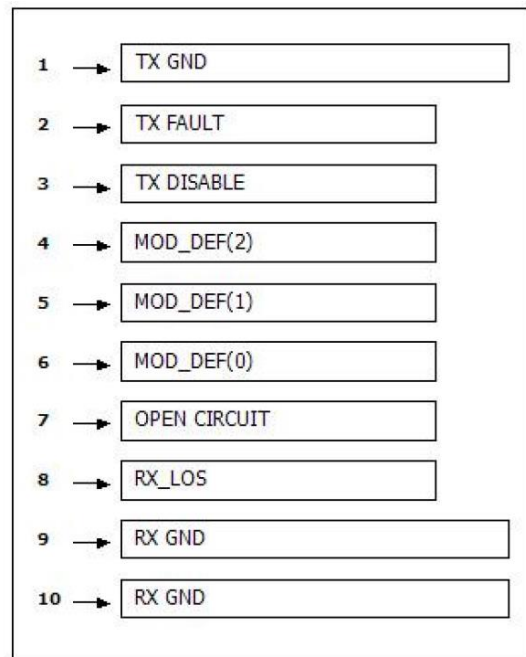 1 TX GND
2 TX FAULT
3 TX DISABLE
4 MOD_DEF(2)
5 MOD_DEF(1)
6 MOD_DEF(0)
7 OPEN CIRCUIT
8 RX_LOS
9 RX GND
10 RX GND